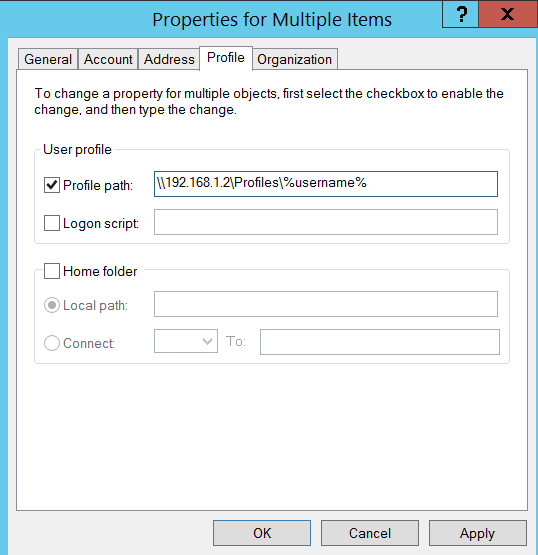 Properties for Multiple Items
?
X
General
Account
Address
Profile
Organization
To change a property for multiple objects, first select the checkbox to enable the
change, and then type the change.
User profile
Profile path:
\\192.168.1.2\Profiles\%username%
Logon script:
Home folder
Local path:
Connect:
To:
OK
Cancel
Apply